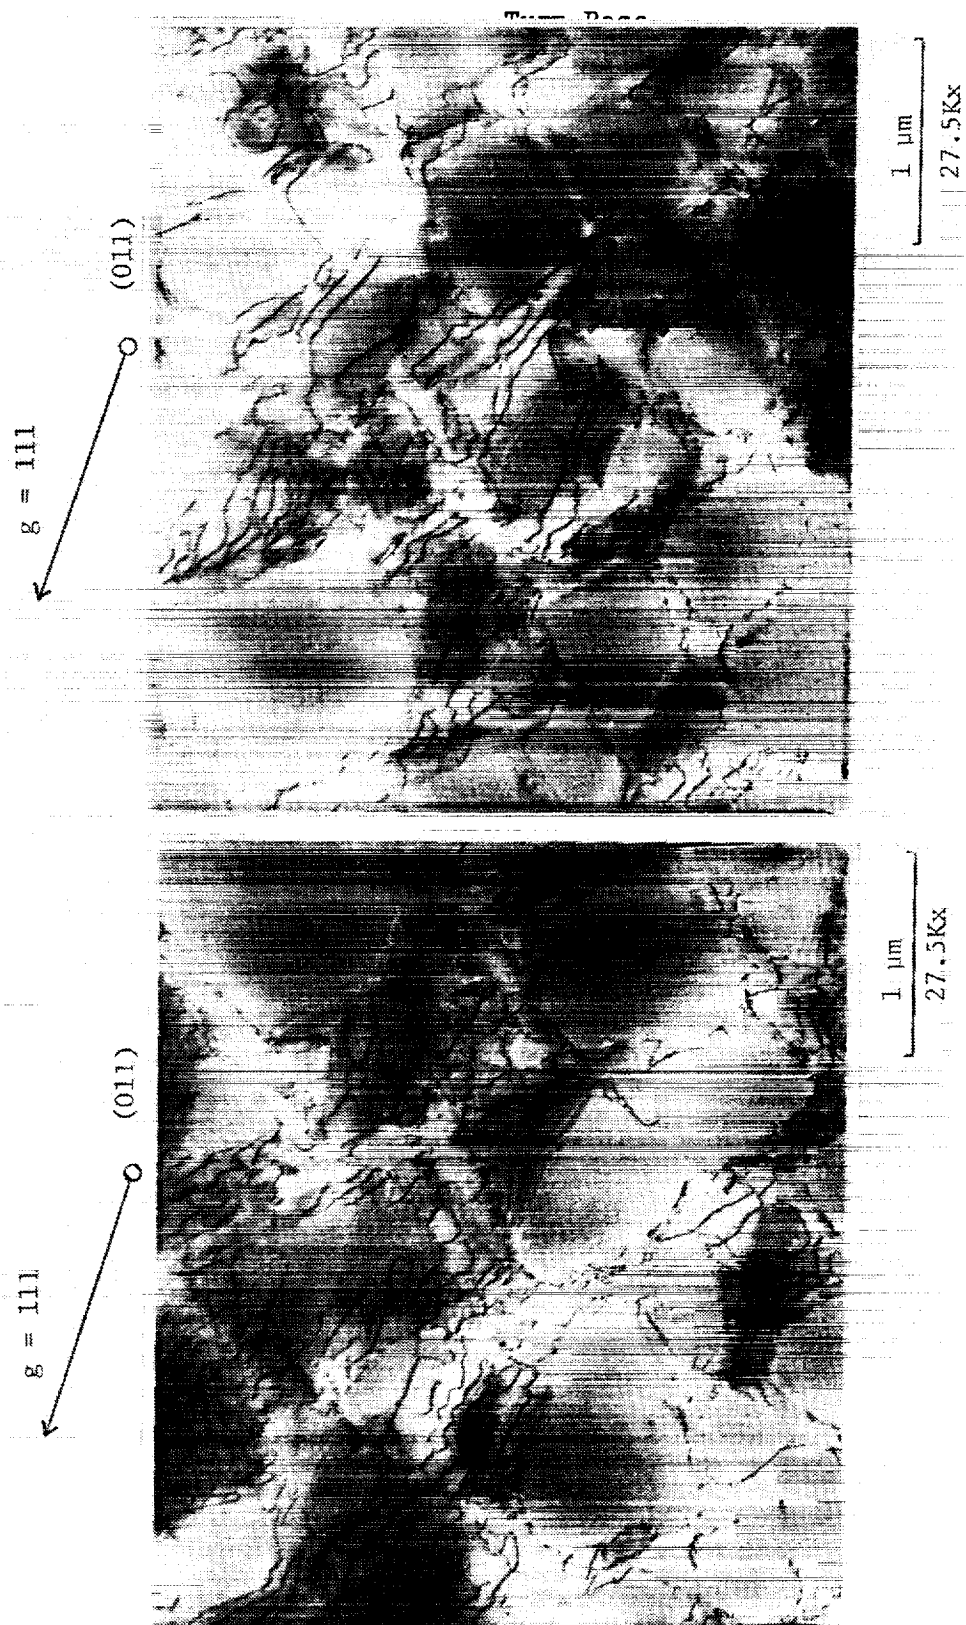 (011)
g = 111
1 µm
27.5Kx
(011)
g = 111
1 µm
27.5Kx